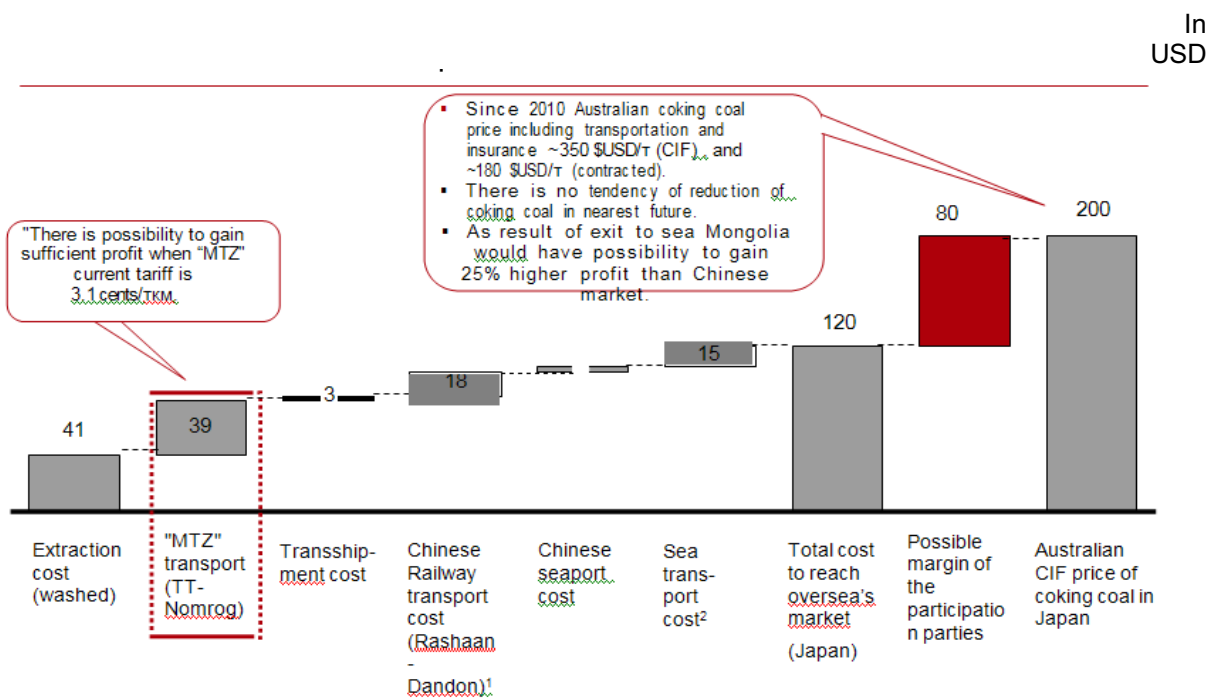 In
USD
.
▪ Since 2010 Australian coking coal
price including transportation and
insurance ~350 $USD/т (CIF) and
~180 $USD/т (contracted).
▪ There is no tendency of reduction of
coking coal in nearest future.
▪ As result of exit to sea Mongolia
would have possibility to gain
25% higher profit than Chinese
market.
"There is possibility to gain
sufficient profit when "MTZ"
current tariff is
3.1 cents/ткм.
41
39
3
18
15
120
80
200
Extraction
cost
(washed)
"MTZ"
transport
(TT-
Nomrog)
Transship-
ment cost
Chinese
Railway
transport
cost
(Rashaan
-
Dandon)¹
Chinese
seaport
cost
Sea
trans-
port
cost²
Total cost
to reach
oversea's
market
(Japan)
Possible
margin of
the
participatio
n parties
Australian
CIF price of
coking coal in
Japan